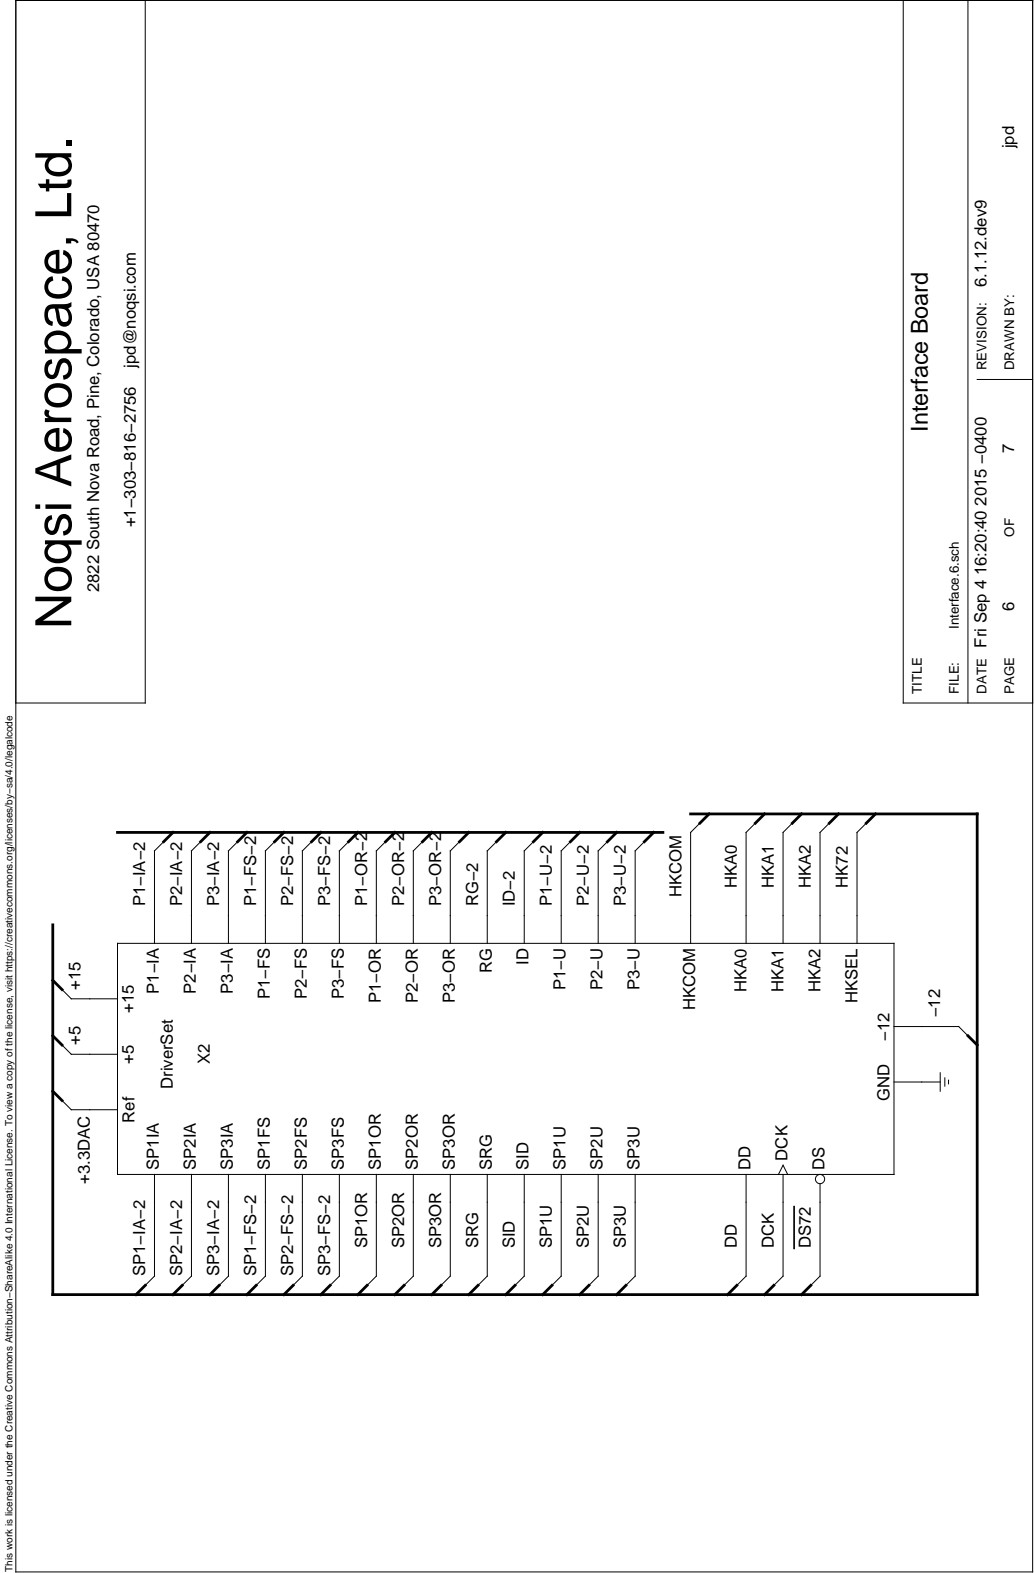 This work is licensed under the Creative Commons Attribution−ShareAlike 4.0 International License. To view a copy of the license, visit https://creativecommons.org/licenses/by−sa/4.0/legalcode
Noqsi Aerospace, Ltd.
2822 South Nova Road, Pine, Colorado, USA 80470
+1−303−816−2756 jpd@noqsi.com
+3.3DAC
+5
+15
Ref
+5
+15
DriverSet
X2
SP1−IA−2 SP1IA P1−IA P1−IA−2
SP2−IA−2 SP2IA P2−IA P2−IA−2
SP3−IA−2 SP3IA P3−IA P3−IA−2
SP1−FS−2 SP1FS P1−FS P1−FS−2
SP2−FS−2 SP2FS P2−FS P2−FS−2
SP3−FS−2 SP3FS P3−FS P3−FS−2
SP1OR SP1OR P1−OR P1−OR−2
SP2OR SP2OR P2−OR P2−OR−2
SP3OR SP3OR P3−OR P3−OR−2
SRG SRG RG RG−2
SID SID ID ID−2
SP1U SP1U P1−U P1−U−2
SP2U SP2U P2−U P2−U−2
SP3U SP3U P3−U P3−U−2
HKCOM HKCOM
DD DD HKA0 HKA0
DCK DCK HKA1 HKA1
DS72 DS HKA2 HKA2
HKSEL HK72
GND −12
−12
TITLE
Interface Board
FILE: Interface.6.sch
DATE Fri Sep 4 16:20:40 2015 −0400 REVISION: 6.1.12.dev9
PAGE 6 OF 7 DRAWN BY: jpd